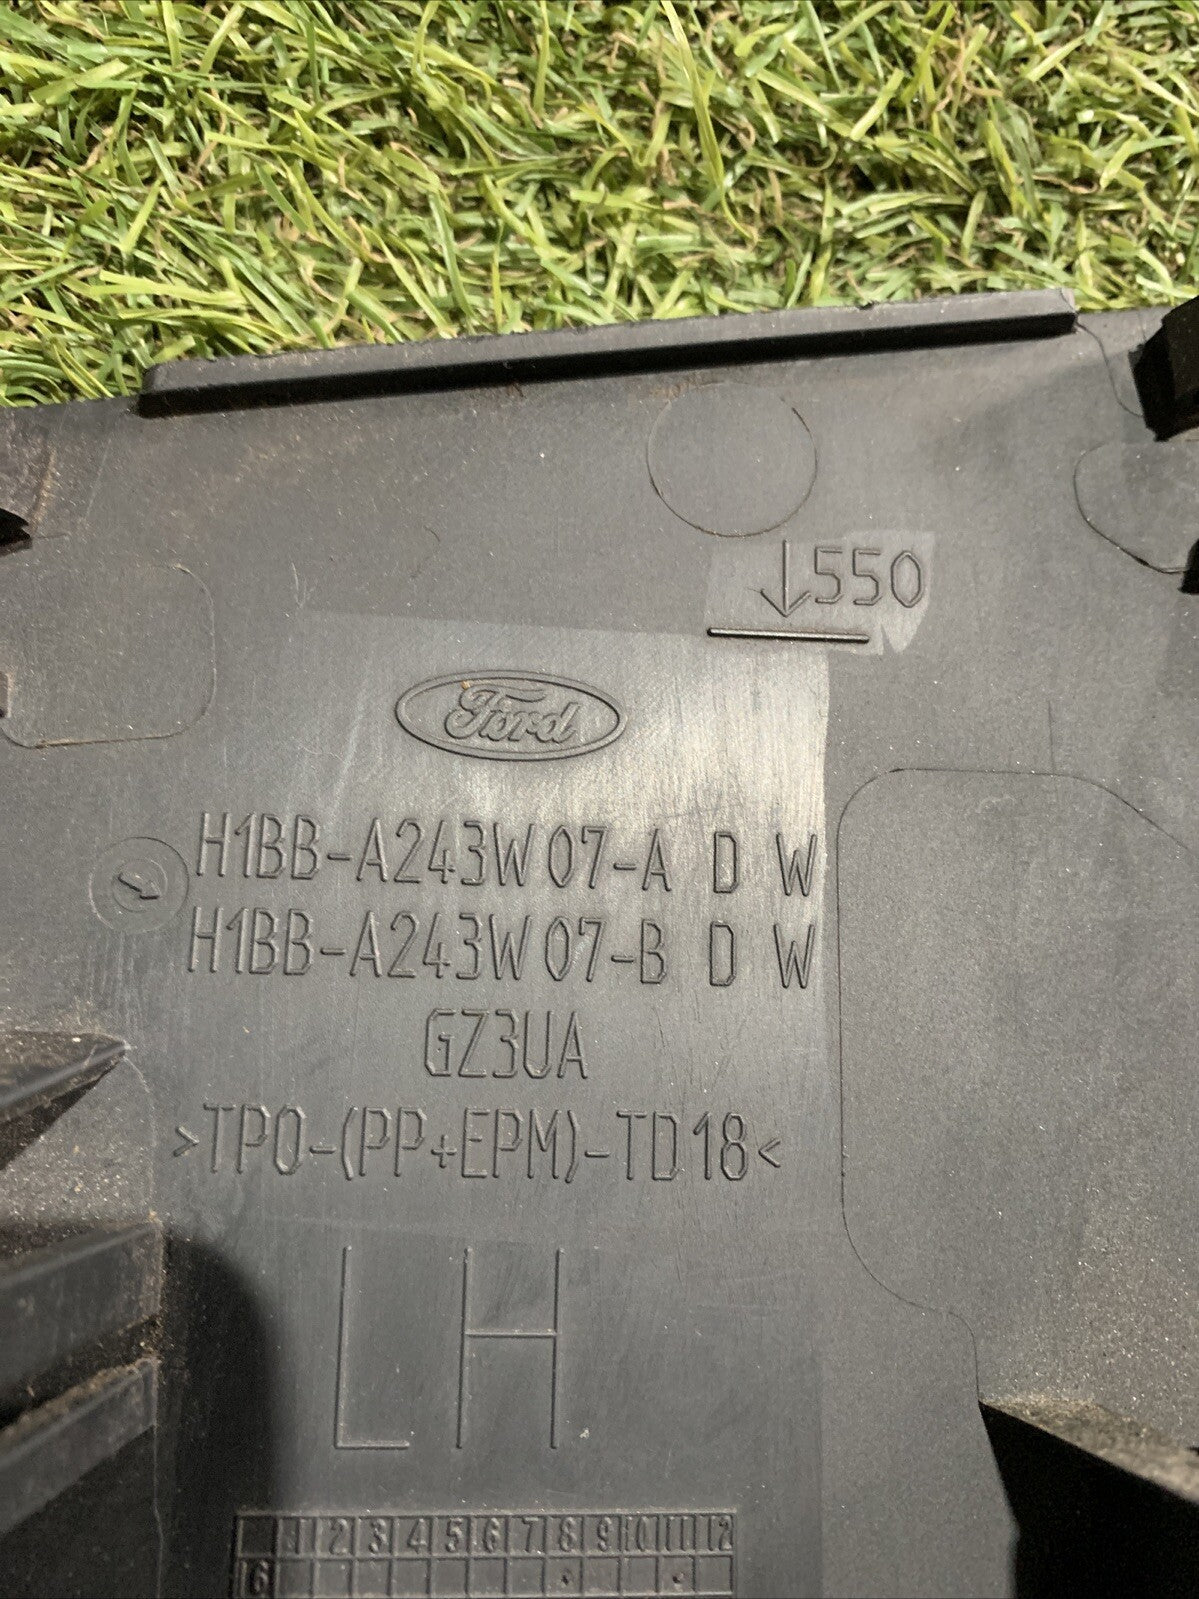 ↓550
Ford
H1BB-A243W07-A D W
H1BB-A243W07-B D W
GZ3UA
>TPO-(PP+EPM)-TD18<
LH
1 2 3 4 5 6 7 8 9 10 11 12
16